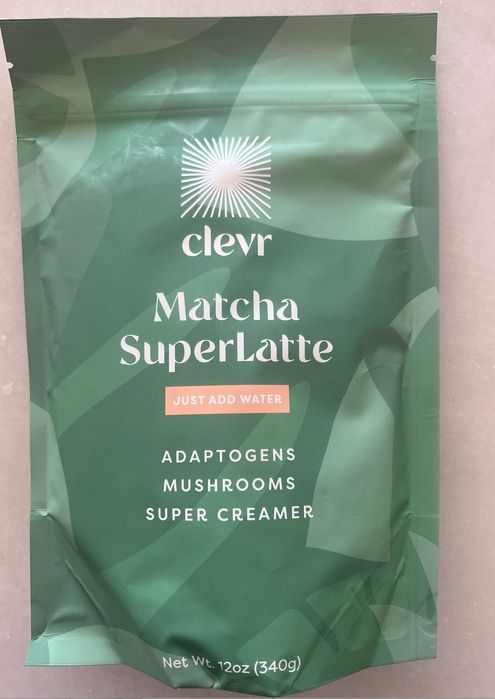 clevr
Matcha
SuperLatte
JUST ADD WATER
ADAPTOGENS
MUSHROOMS
SUPER CREAMER
Net Wt. 12oz (340g)